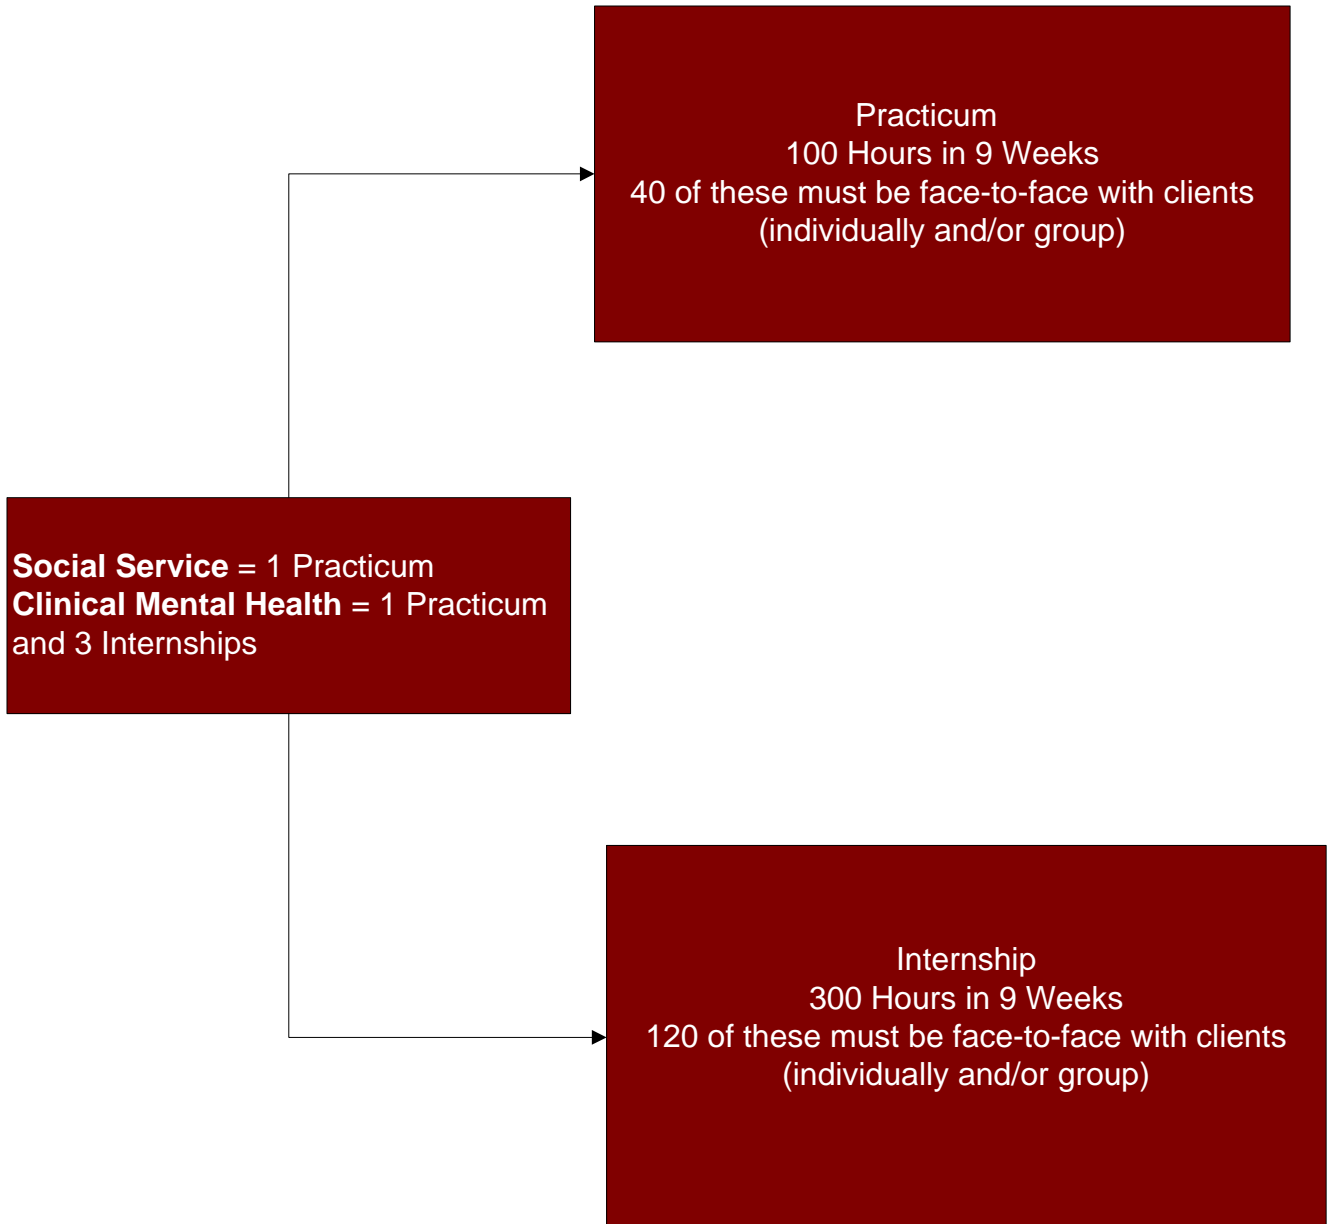 Practicum
100 Hours in 9 Weeks
40 of these must be face-to-face with clients
(individually and/or group)
Social Service = 1 Practicum
Clinical Mental Health = 1 Practicum
and 3 Internships
Internship
300 Hours in 9 Weeks
120 of these must be face-to-face with clients
(individually and/or group)